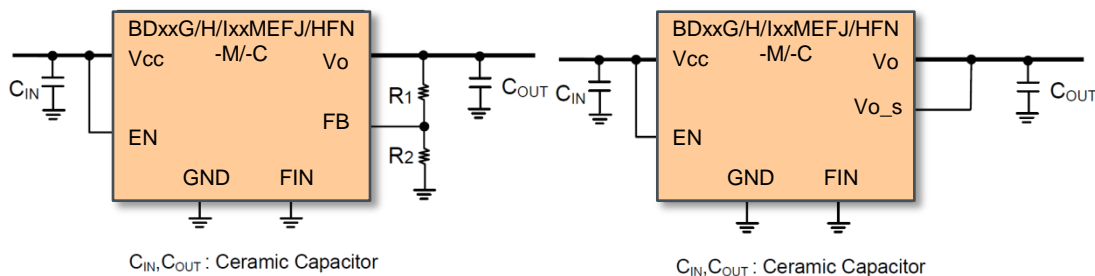 BDxxG/H/IxxMEFJ/HFN
-M/-C
Vcc
Vo
CIN
COUT
R1
FB
EN
R2
GND FIN
CIN,COUT : Ceramic Capacitor
BDxxG/H/IxxMEFJ/HFN
-M/-C
Vcc
Vo
CIN
COUT
Vo_s
EN
GND FIN
CIN,COUT : Ceramic Capacitor